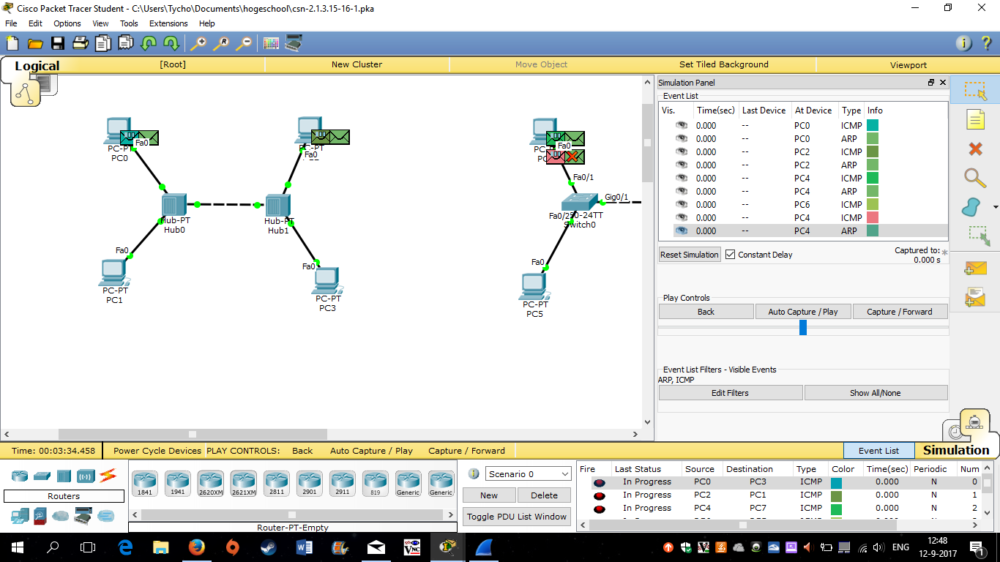 Cisco Packet Tracer Student - C:\Users\Tycho\Documents\hogeschool\csn-2.1.3.15-16-1.pka
File Edit Options View Tools Extensions Help
Logical [Root] New Cluster Move Object Set Tiled Background Viewport
Fa0
PC-PT
PC0
Fa0
Hub-PT
Hub0
Fa0
PC-PT
PC1
Hub-PT
Hub1
Fa0
PC-PT
PC3
Fa0
Fa0/1
Gig0/1
Fa0/2
50-24TT
Switch0
Fa0
PC-PT
PC5
Simulation Panel
Event List
Vis. Time(sec) Last Device At Device Type Info
0.000 -- PC0 ICMP
0.000 -- PC0 ARP
0.000 -- PC2 ICMP
0.000 -- PC2 ARP
0.000 -- PC4 ICMP
0.000 -- PC4 ARP
0.000 -- PC6 ICMP
0.000 -- PC4 ICMP
0.000 -- PC4 ARP
Reset Simulation Constant Delay Captured to: *
0.000 s
Play Controls
Back Auto Capture / Play Capture / Forward
Event List Filters - Visible Events
ARP, ICMP
Edit Filters Show All/None
Time: 00:03:34.458 Power Cycle Devices PLAY CONTROLS: Back Auto Capture / Play Capture / Forward Event List Simulation
Routers
1841 1941 2620XM 2621XM 2811 2901 2911 819 Generic Generic
Router-PT-Empty
Scenario 0
New Delete
Toggle PDU List Window
Fire Last Status Source Destination Type Color Time(sec) Periodic Num
In Progress PC0 PC3 ICMP 0.000 N 0
In Progress PC2 PC1 ICMP 0.000 N 1
In Progress PC4 PC7 ICMP 0.000 N 2
ENG
12:48
12-9-2017